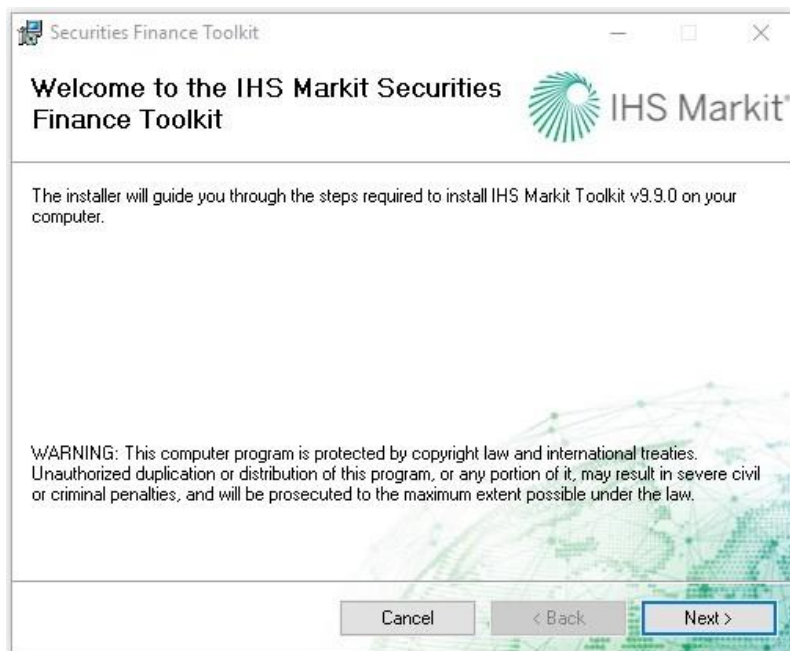 Securities Finance Toolkit
Welcome to the IHS Markit Securities
Finance Toolkit
IHS Markit®
The installer will guide you through the steps required to install IHS Markit Toolkit v9.9.0 on your
computer.
WARNING: This computer program is protected by copyright law and international treaties.
Unauthorized duplication or distribution of this program, or any portion of it, may result in severe civil
or criminal penalties, and will be prosecuted to the maximum extent possible under the law.
Cancel
< Back
Next >